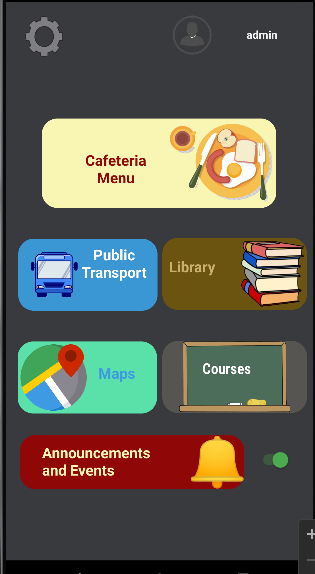 admin
Cafeteria
Menu
Public
Transport
Library
Maps
Courses
Announcements
and Events